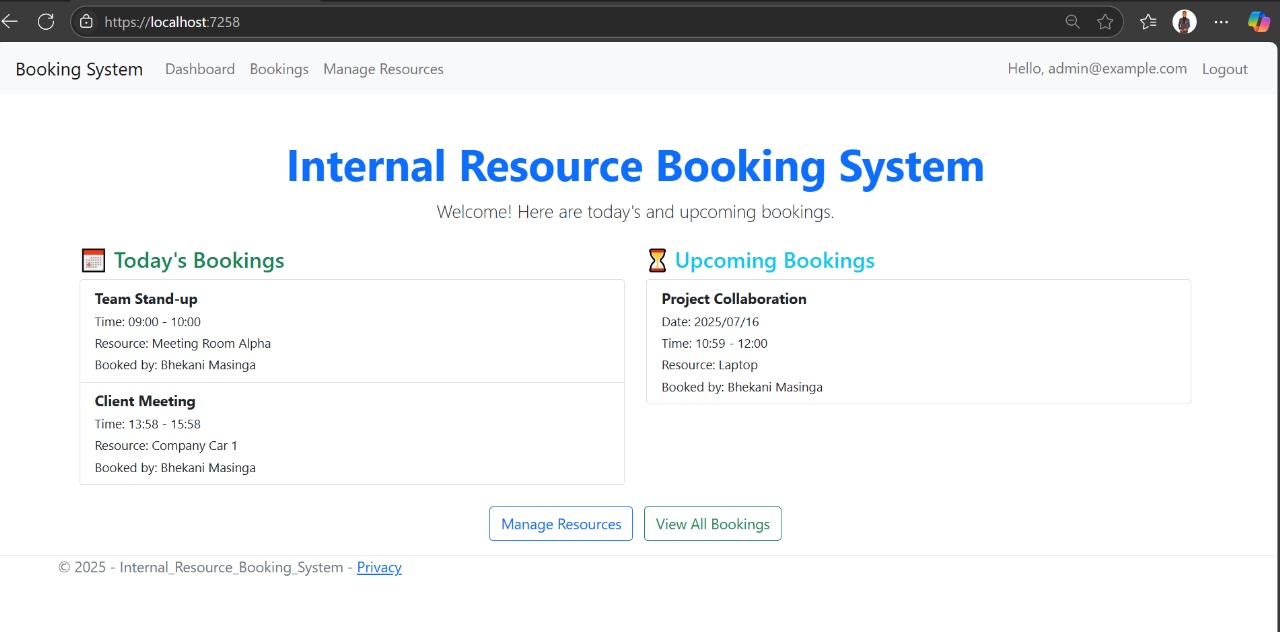 https://localhost:7258
Booking System Dashboard Bookings Manage Resources Hello, admin@example.com Logout
Internal Resource Booking System
Welcome! Here are today's and upcoming bookings.
Today's Bookings
Team Stand-up
Time: 09:00 - 10:00
Resource: Meeting Room Alpha
Booked by: Bhekani Masinga
Client Meeting
Time: 13:58 - 15:58
Resource: Company Car 1
Booked by: Bhekani Masinga
Upcoming Bookings
Project Collaboration
Date: 2025/07/16
Time: 10:59 - 12:00
Resource: Laptop
Booked by: Bhekani Masinga
Manage Resources View All Bookings
© 2025 - Internal_Resource_Booking_System - Privacy